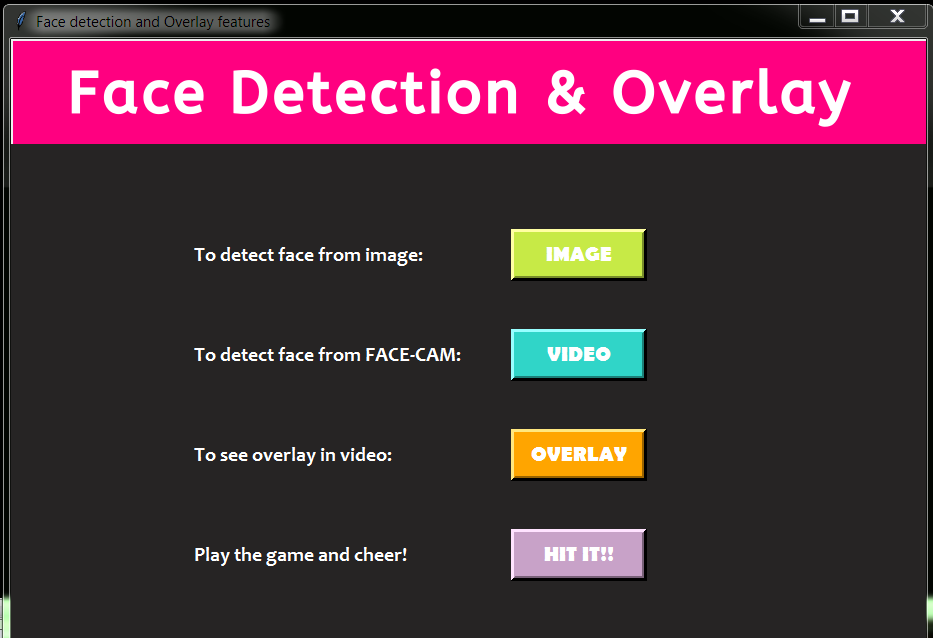 Face detection and Overlay features
Face Detection & Overlay
To detect face from image:
IMAGE
To detect face from FACE-CAM:
VIDEO
To see overlay in video:
OVERLAY
Play the game and cheer!
HIT IT!!